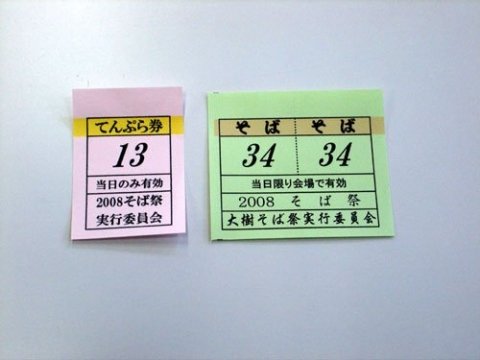 てんぷら券
13
当日のみ有効
2008そば祭
実行委員会
そば そば
34 34
当日限り会場で有効
2008 そば祭
大樹そば祭実行委員会